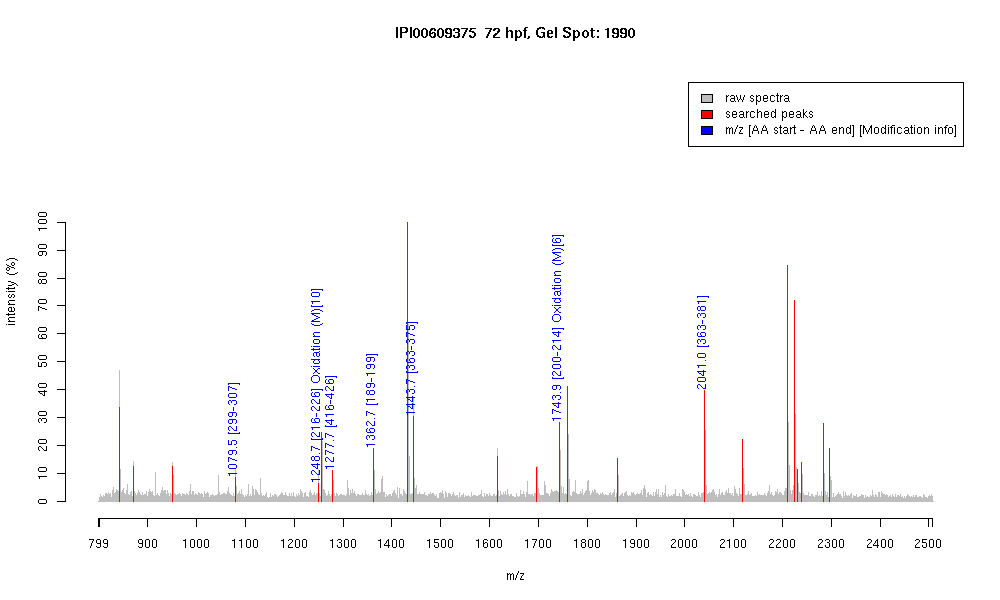 IPI00609375 72 hpf, Gel Spot: 1990
raw spectra
searched peaks
m/z [AA start - AA end] [Modification info]
intensity (%)
100
90
80
70
60
50
40
30
20
10
0
1079.5 [299-307]
1248.7 [216-226] Oxidation (M)[10]
1277.7 [416-426]
1362.7 [189-199]
1443.7 [363-375]
1743.9 [200-214] Oxidation (M)[6]
2041.0 [363-381]
799 900 1000 1100 1200 1300 1400 1500 1600 1700 1800 1900 2000 2100 2200 2300 2400 2500
m/z